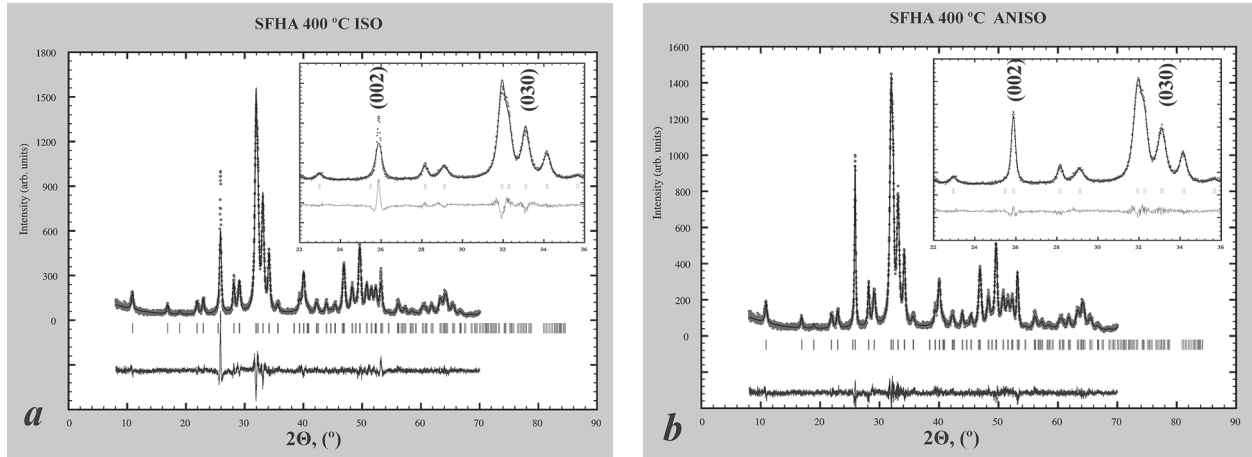 SFHA 400 ºC ISO
Intensity (arb. units)
1800
1500
1200
900
600
300
0
(002)
(030)
22 24 26 28 30 32 34 36
0 10 20 30 40 50 60 70 80 90
2Θ, (º)
a
SFHA 400 ºC ANISO
Intensity (arb. units)
1600
1400
1200
1000
800
600
400
200
0
(002)
(030)
22 24 26 28 30 32 34 36
0 10 20 30 40 50 60 70 80 90
2Θ, (º)
b